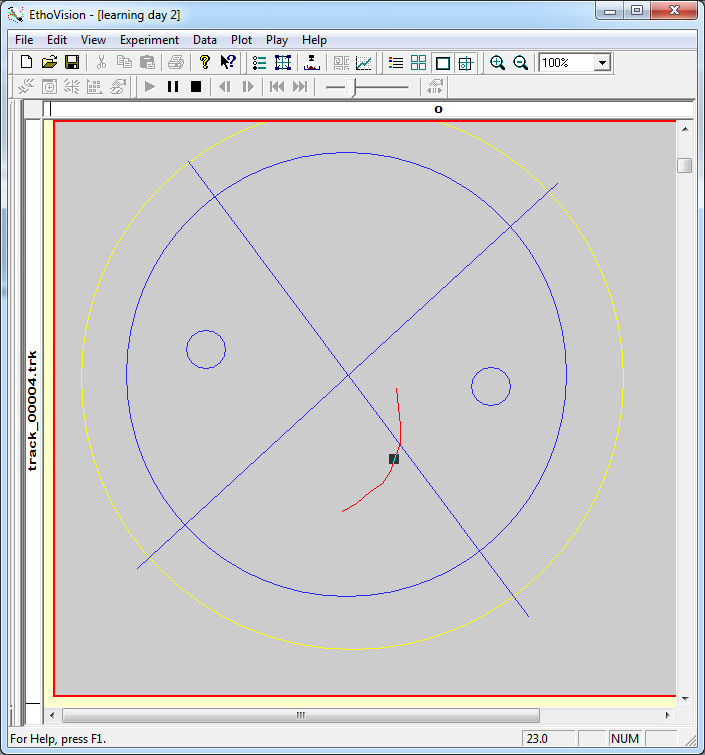 EthoVision - [learning day 2]
File Edit View Experiment Data Plot Play Help
100%
o
track_00004.trk
For Help, press F1.
23.0
NUM